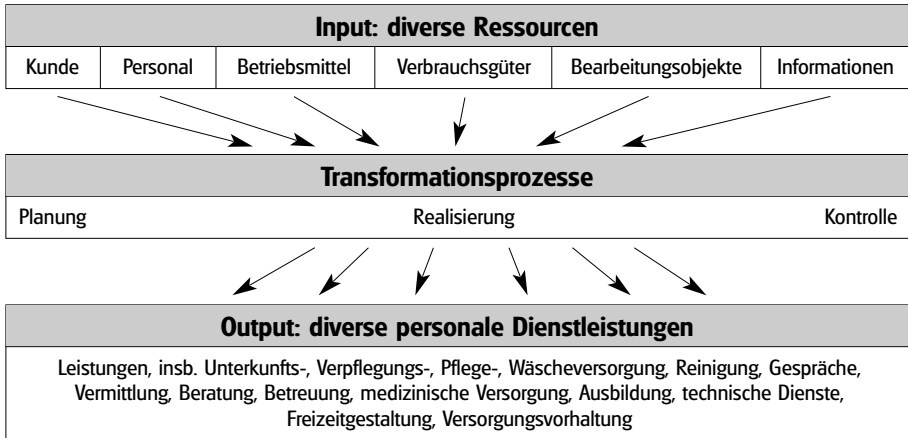 Input: diverse Ressourcen
Kunde Personal Betriebsmittel Verbrauchsgüter Bearbeitungsobjekte Informationen
Transformationsprozesse
Planung Realisierung Kontrolle
Output: diverse personale Dienstleistungen
Leistungen, insb. Unterkunfts-, Verpflegungs-, Pflege-, Wäscheversorgung, Reinigung, Gespräche,
Vermittlung, Beratung, Betreuung, medizinische Versorgung, Ausbildung, technische Dienste,
Freizeitgestaltung, Versorgungsvorhaltung